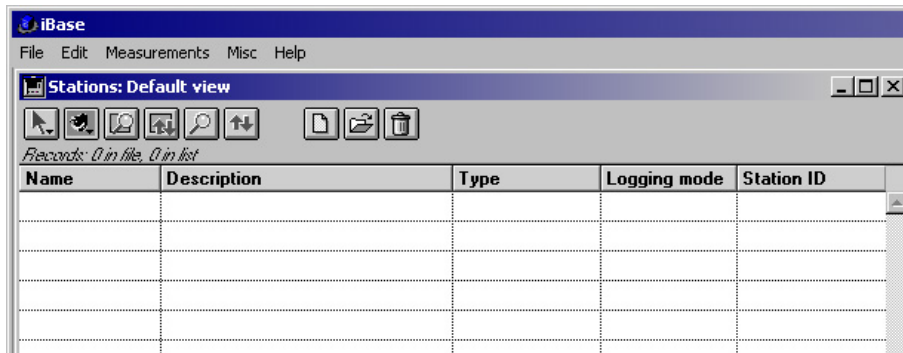 iBase
File Edit Measurements Misc Help
Stations: Default view
Records: 0 in file, 0 in list
Name Description Type Logging mode Station ID